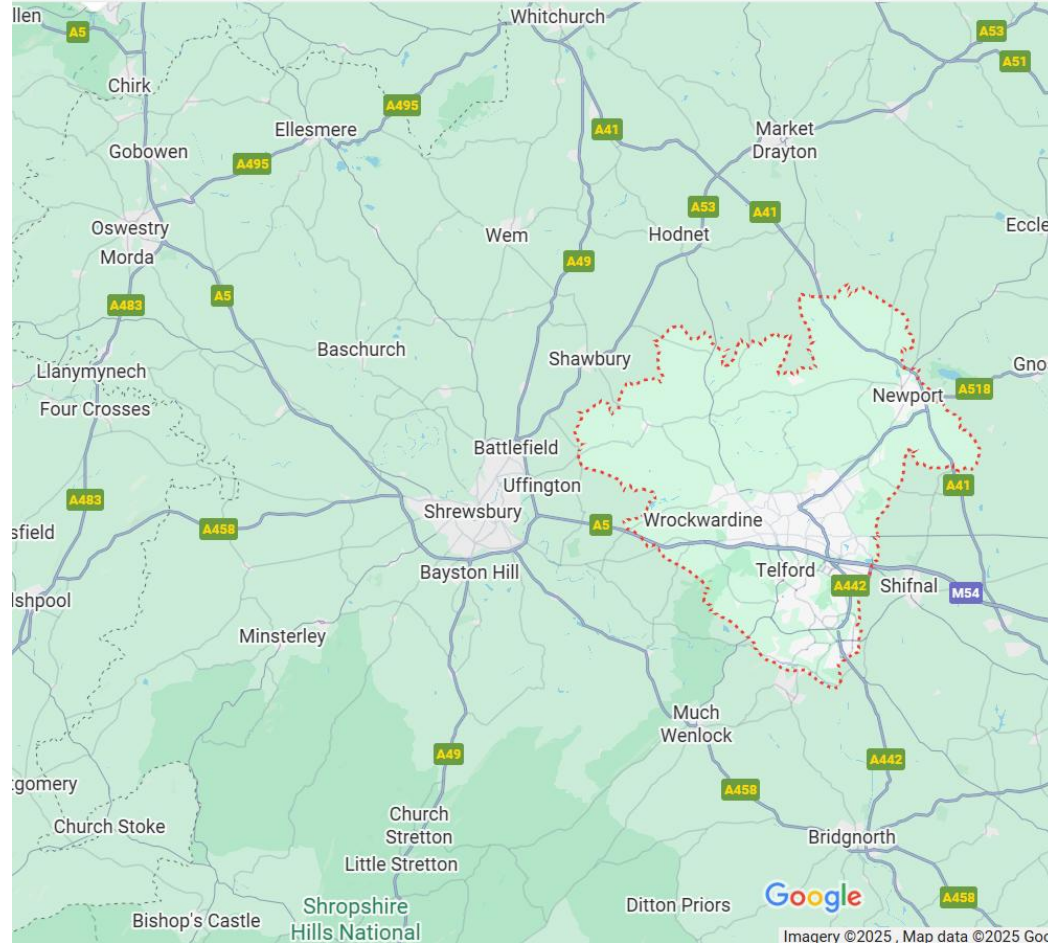 llen
A5
Whitchurch
A53
A51
Chirk
A495
Ellesmere
A41
Market
Drayton
Gobowen
A495
A53
A41
Oswestry
Wem
Hodnet
Eccle
Morda
A49
A483
A5
Baschurch
Shawbury
Llanymynech
Gno
Newport
A518
Four Crosses
Battlefield
Uffington
A41
A483
Shrewsbury
Wrockwardine
A458
A5
sfield
Bayston Hill
Telford
A442
Shifnal
M54
lshpool
Minsterley
Much
Wenlock
A49
A442
tgomery
A458
Church Stoke
Church
Stretton
Bridgnorth
Little Stretton
Google
A458
Shropshire
Hills National
Ditton Priors
Bishop's Castle
Imagery ©2025 , Map data ©2025 Goo